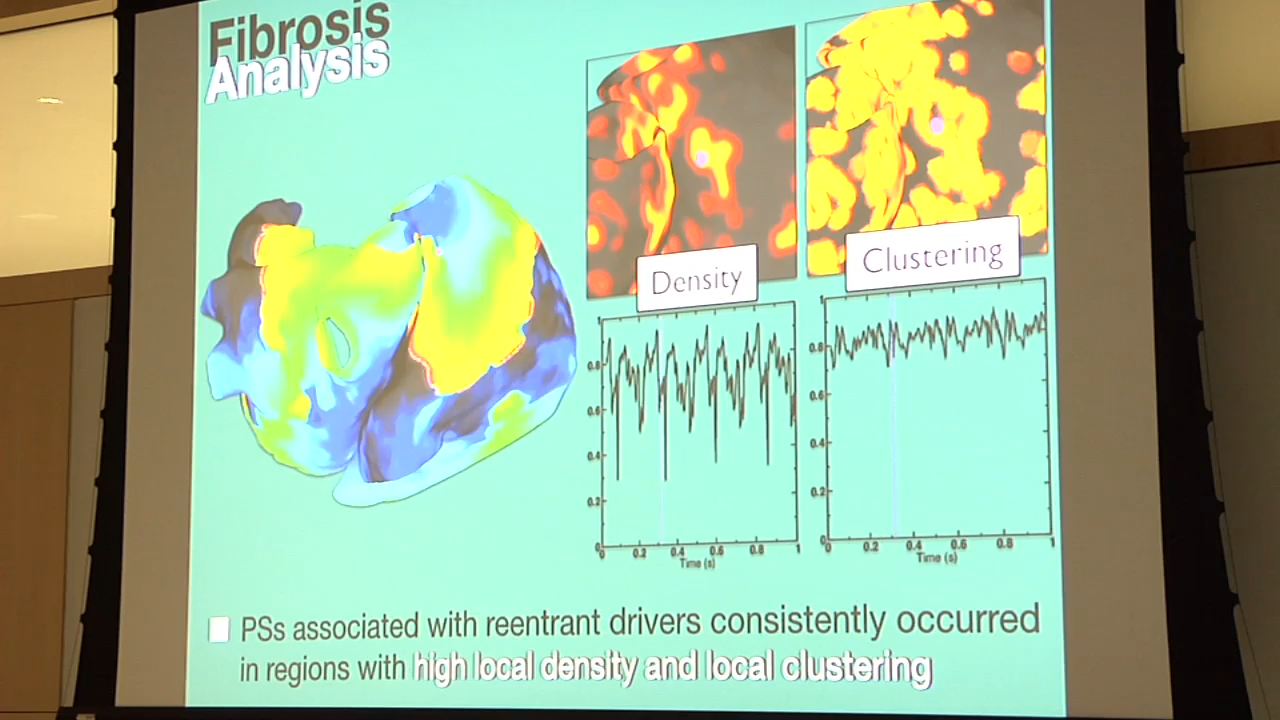 Fibrosis
Analysis
Density
Clustering
1
0.8
0.6
0.4
0.2
0
0 0.2 0.4 0.6 0.8 1
Time (s)
1
0.8
0.6
0.4
0.2
0
0 0.2 0.4 0.6 0.8 1
Time (s)
PSs associated with reentrant drivers consistently occurred
in regions with high local density and local clustering